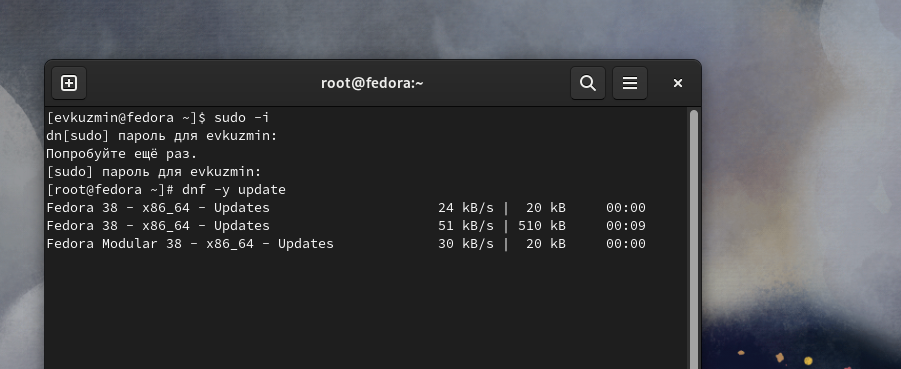 root@fedora:~
[evkuzmin@fedora ~]$ sudo -i
dn[sudo] пароль для evkuzmin:
Попробуйте ещё раз.
[sudo] пароль для evkuzmin:
[root@fedora ~]# dnf -y update
Fedora 38 - x86_64 - Updates 24 kB/s | 20 kB 00:00
Fedora 38 - x86_64 - Updates 51 kB/s | 510 kB 00:09
Fedora Modular 38 - x86_64 - Updates 30 kB/s | 20 kB 00:00